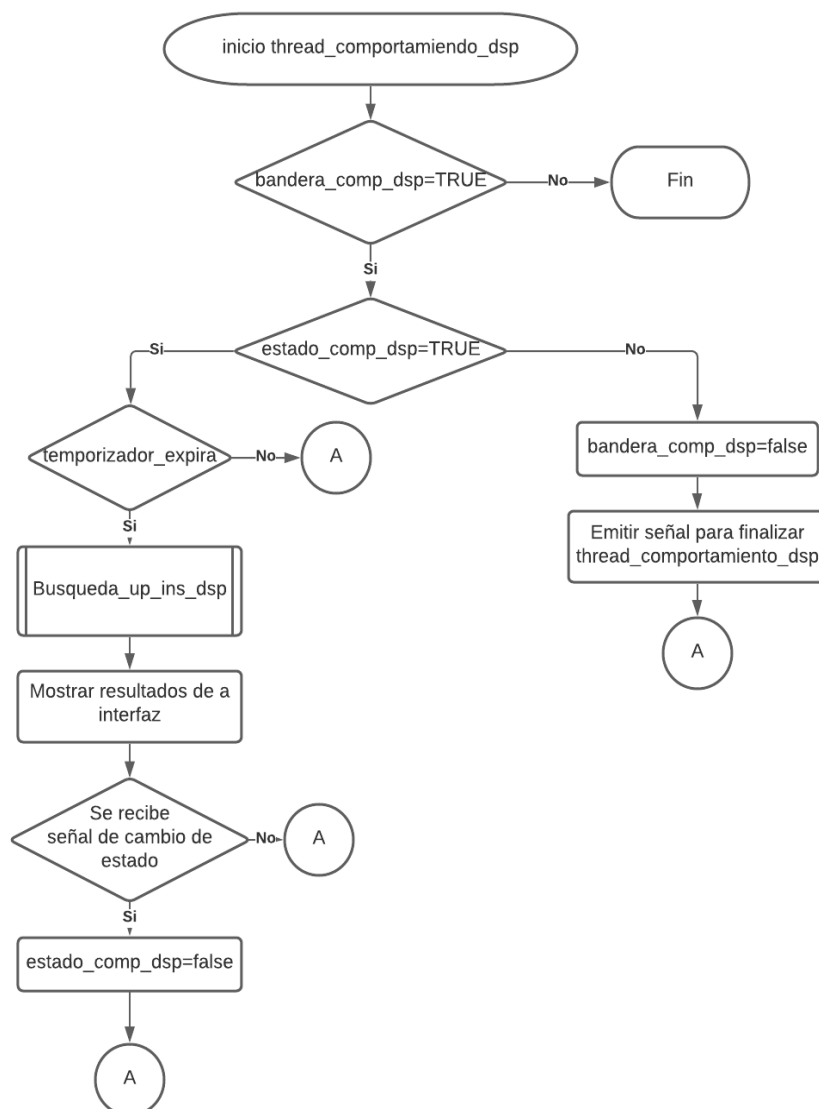 inicio thread_comportamiendo_dsp
bandera_comp_dsp=TRUE
No
Fin
Si
estado_comp_dsp=TRUE
Si
No
temporizador_expira
No
A
bandera_comp_dsp=false
Si
Emitir señal para finalizar
thread_comportamiento_dsp
Busqueda_up_ins_dsp
A
Mostrar resultados de a
interfaz
Se recibe
señal de cambio de
estado
No
A
Si
estado_comp_dsp=false
A